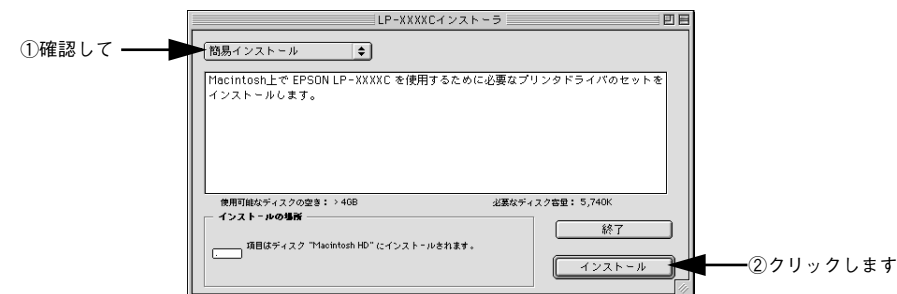 LP-XXXXCインストーラ
①確認して
簡易インストール
Macintosh上で EPSON LP-XXXXC を使用するために必要なプリンタドライバのセットを
インストールします。
使用可能なディスクの空き： ＞4GB
必要なディスク容量： 5,740K
インストールの場所
終了
項目はディスク “Macintosh HD” にインストールされます。
インストール
②クリックします